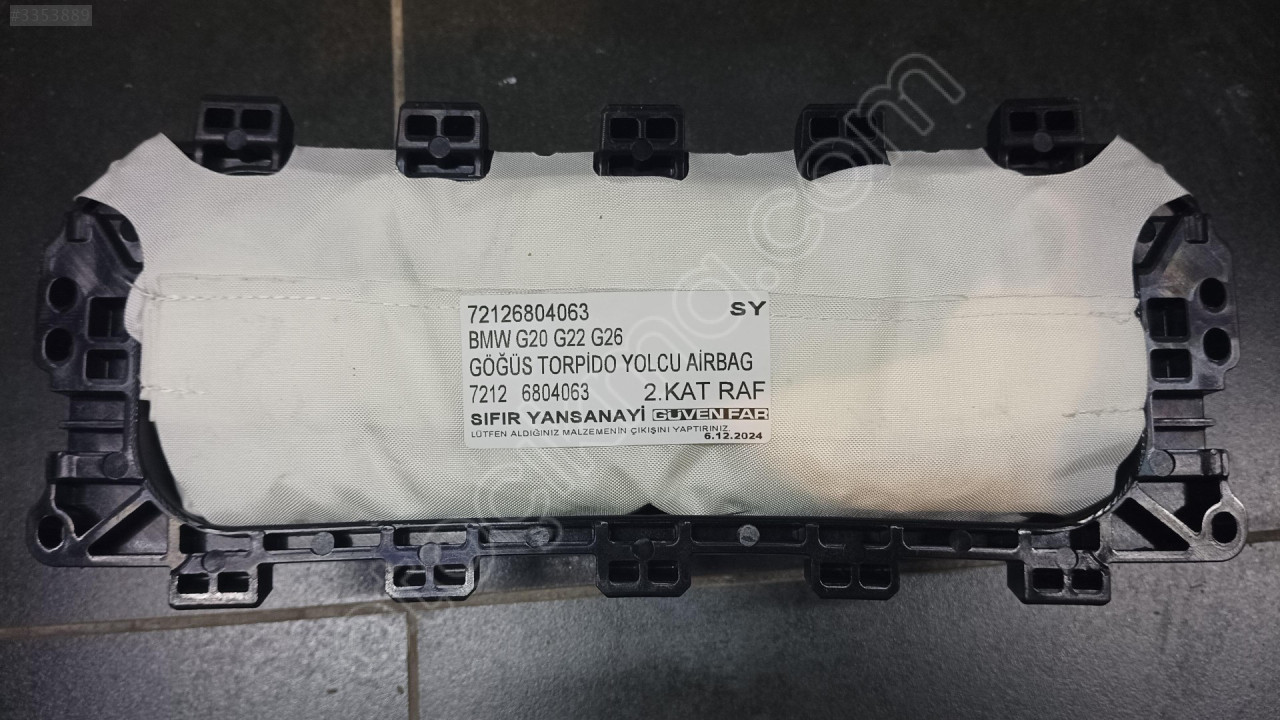 #3353889
72126804063 SY
BMW G20 G22 G26
GÖĞÜS TORPİDO YOLCU AİRBAG
7212 6804063 2.KAT RAF
SIFIR YANSANAYİ GÜVEN FAR
LÜTFEN ALDIĞINIZ MALZEMENİN ÇIKIŞINI YAPTIRINIZ.
6.12.2024